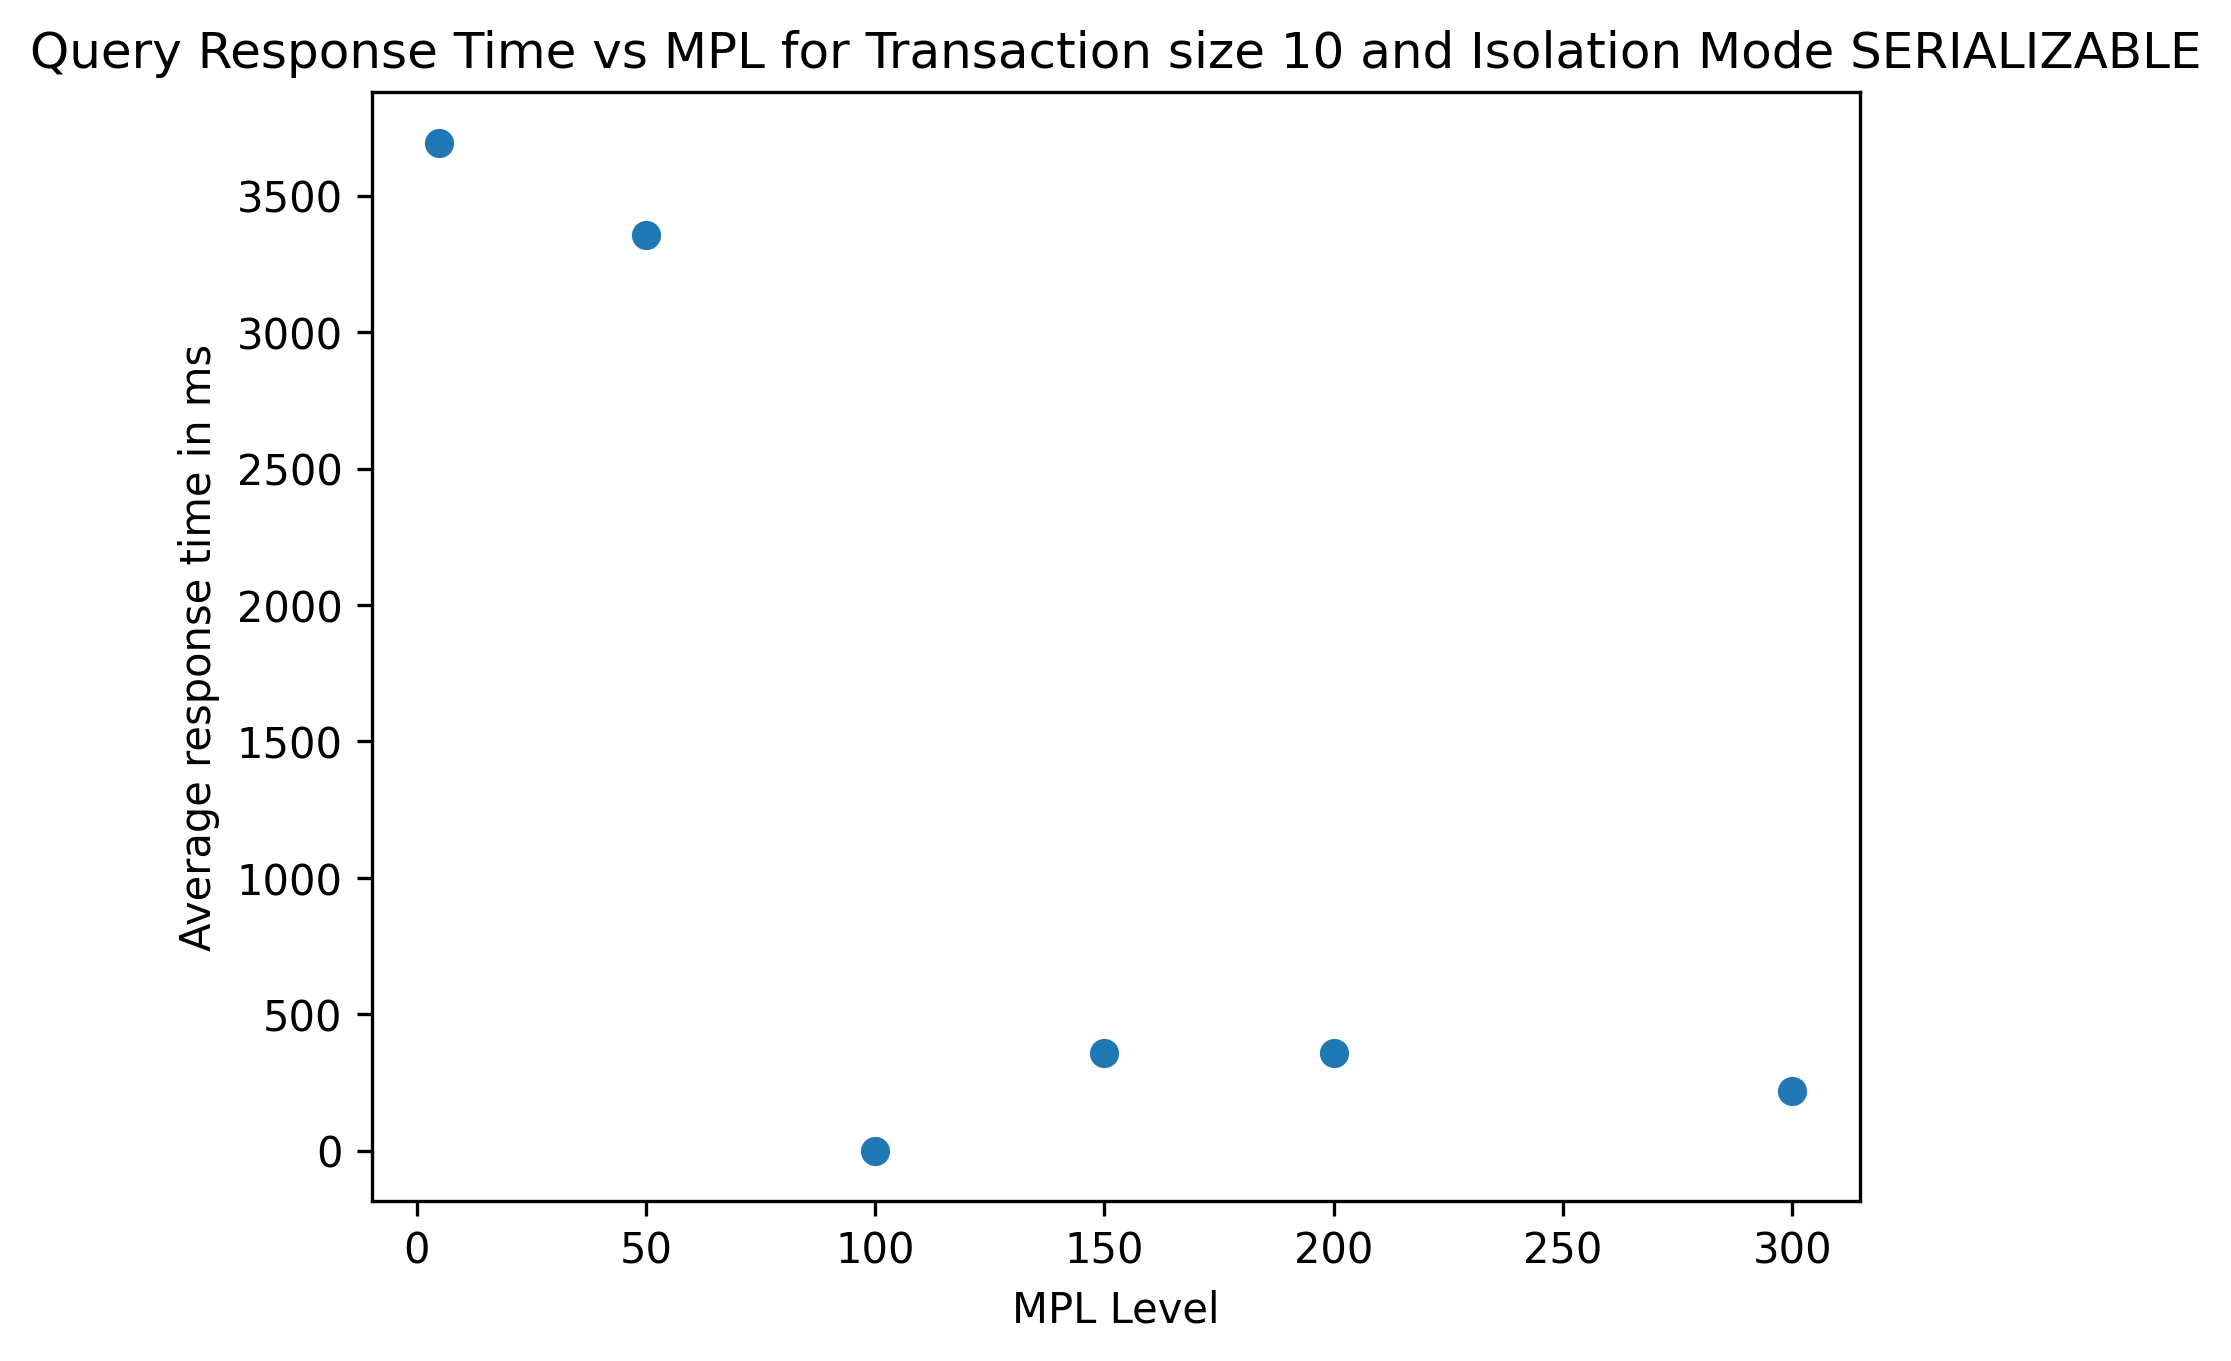 Query Response Time vs MPL for Transaction size 10 and Isolation Mode SERIALIZABLE
Average response time in ms
3500
3000
2500
2000
1500
1000
500
0
0 50 100 150 200 250 300
MPL Level